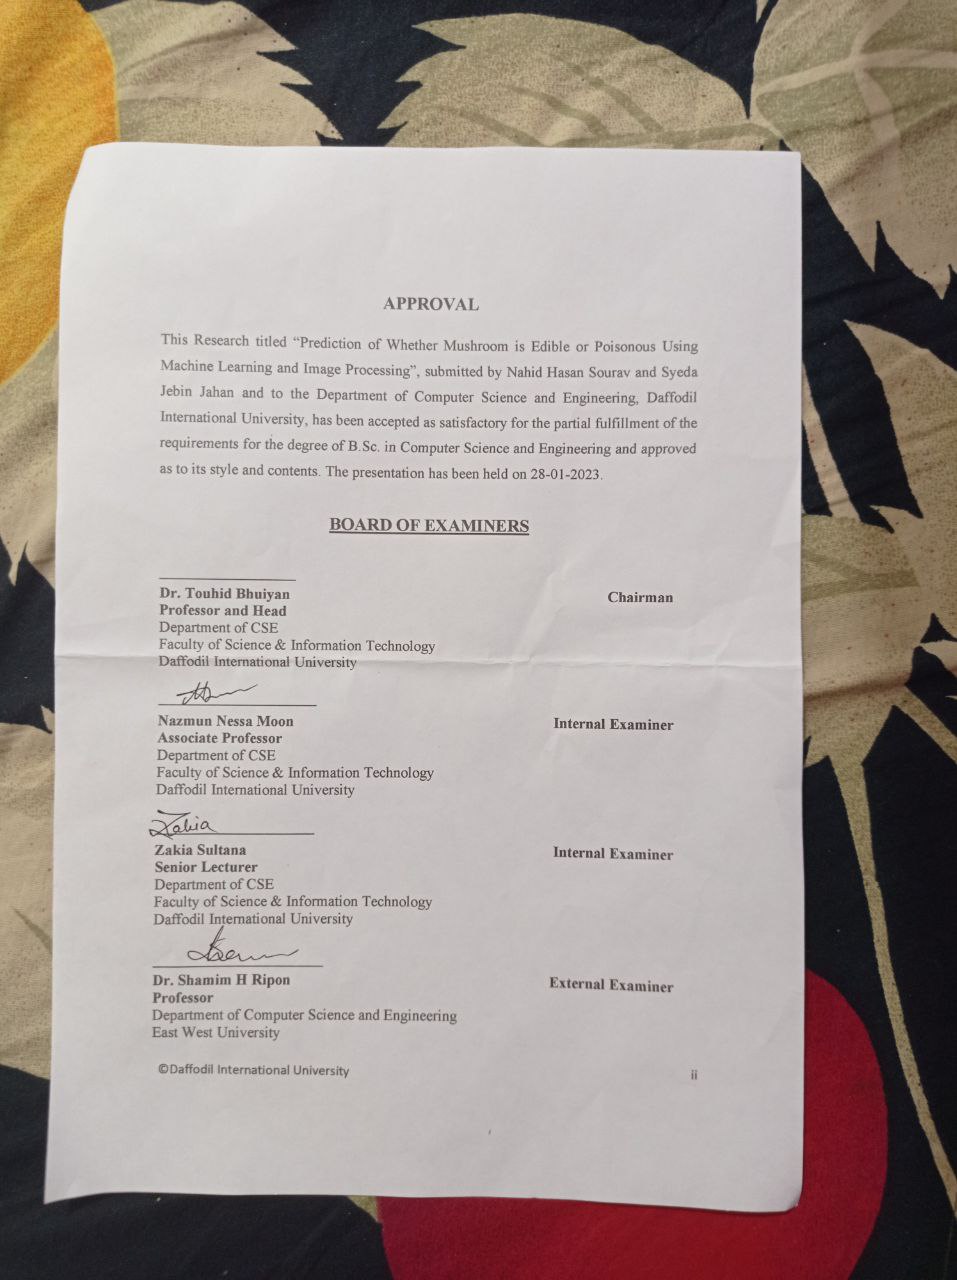 APPROVAL
This Research titled “Prediction of Whether Mushroom is Edible or Poisonous Using
Machine Learning and Image Processing”, submitted by Nahid Hasan Sourav and Syeda
Jebin Jahan and to the Department of Computer Science and Engineering, Daffodil
International University, has been accepted as satisfactory for the partial fulfillment of the
requirements for the degree of B.Sc. in Computer Science and Engineering and approved
as to its style and contents. The presentation has been held on 28-01-2023.
BOARD OF EXAMINERS
Dr. Touhid Bhuiyan Chairman
Professor and Head
Department of CSE
Faculty of Science & Information Technology
Daffodil International University
Nazmun Nessa Moon Internal Examiner
Associate Professor
Department of CSE
Faculty of Science & Information Technology
Daffodil International University
Zakia
Zakia Sultana Internal Examiner
Senior Lecturer
Department of CSE
Faculty of Science & Information Technology
Daffodil International University
Dr. Shamim H Ripon External Examiner
Professor
Department of Computer Science and Engineering
East West University
©Daffodil International University ii